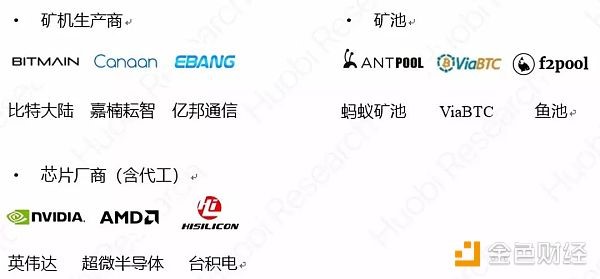 • 矿机生产商
BITMAIN Canaan EBANG
比特大陆 嘉楠耘智 亿邦通信
• 矿池
ANTPOOL ViaBTC f2pool
蚂蚁矿池 ViaBTC 鱼池
• 芯片厂商（含代工）
NVIDIA. AMD HISILICON
英伟达 超微半导体 台积电
金色财经
Huobi Research